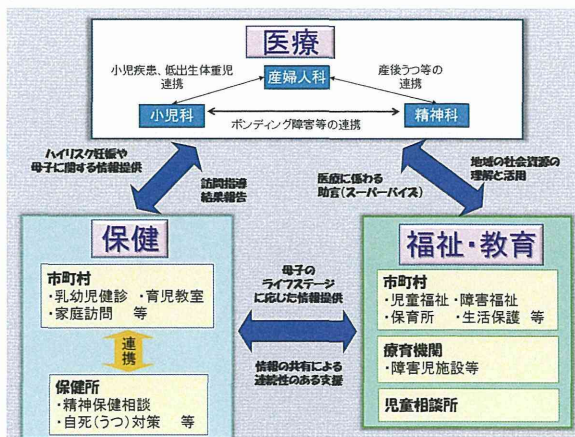 医療
小児疾患、低出生体重児
連携
産後うつ等の
連携
産婦人科
小児科
精神科
ボンディング障害等の連携
ハイリスク妊娠や
母子に関する情報提供
訪問指導
結果報告
医療に係わる
助言(スーパーバイズ)
地域の社会資源の
理解と活用
保健
市町村
・乳幼児健診 ・育児教室
・家庭訪問 等
連携
保健所
・精神保健相談
・自死(うつ)対策 等
母子の
ライフステージ
に応じた情報提供
情報の共有による
連続性のある支援
福祉・教育
市町村
・児童福祉 ・障害福祉
・保育所 ・生活保護 等
療育機関
・障害児施設等
児童相談所